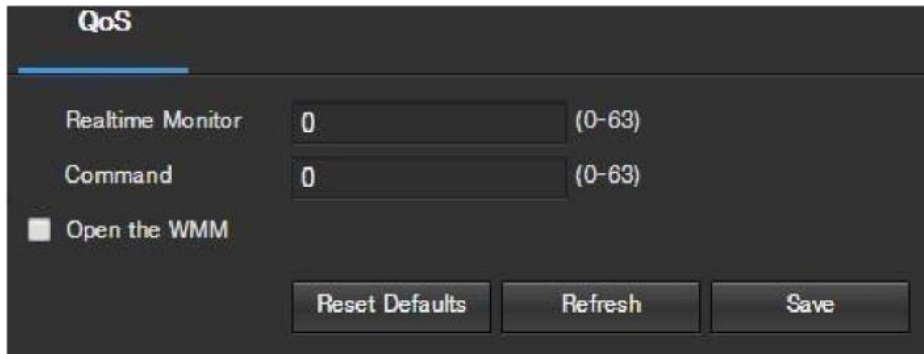 QoS
Realtime Monitor 0 (0-63)
Command 0 (0-63)
Open the WMM
Reset Defaults Refresh Save